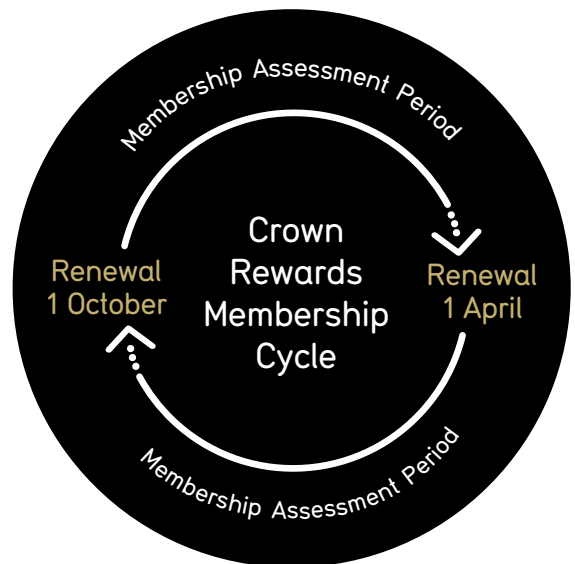 Membership Assessment Period
Crown
Rewards
Membership
Cycle
Renewal
1 October
Renewal
1 April
Membership Assessment Period